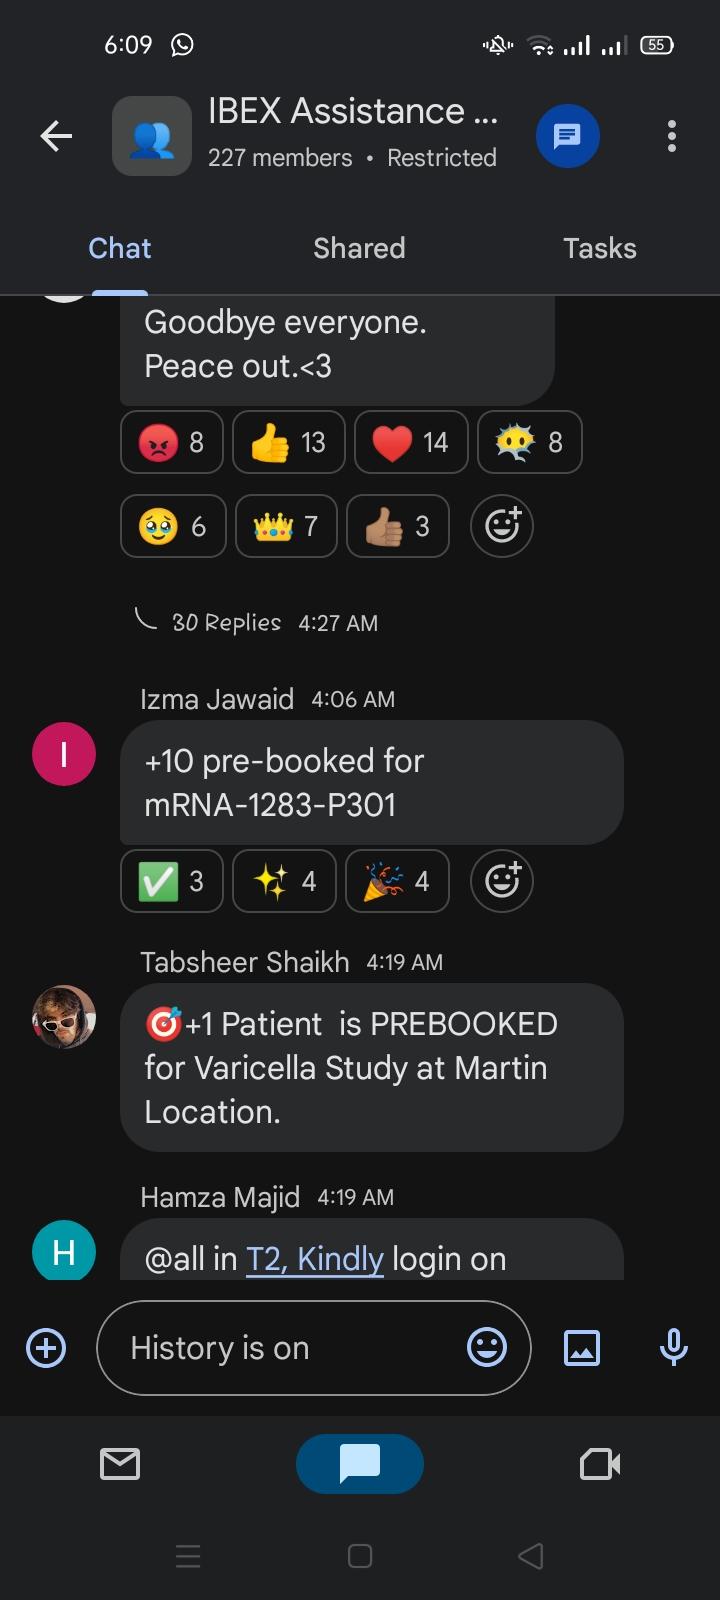 6:09
55
IBEX Assistance ...
227 members • Restricted
Chat
Shared
Tasks
Goodbye everyone.
Peace out.<3
8
13
14
8
6
7
3
30 Replies 4:27 AM
Izma Jawaid 4:06 AM
I
+10 pre-booked for
mRNA-1283-P301
3
4
4
Tabsheer Shaikh 4:19 AM
🎯+1 Patient is PREBOOKED
for Varicella Study at Martin
Location.
Hamza Majid 4:19 AM
H
@all in T2, Kindly login on
History is on